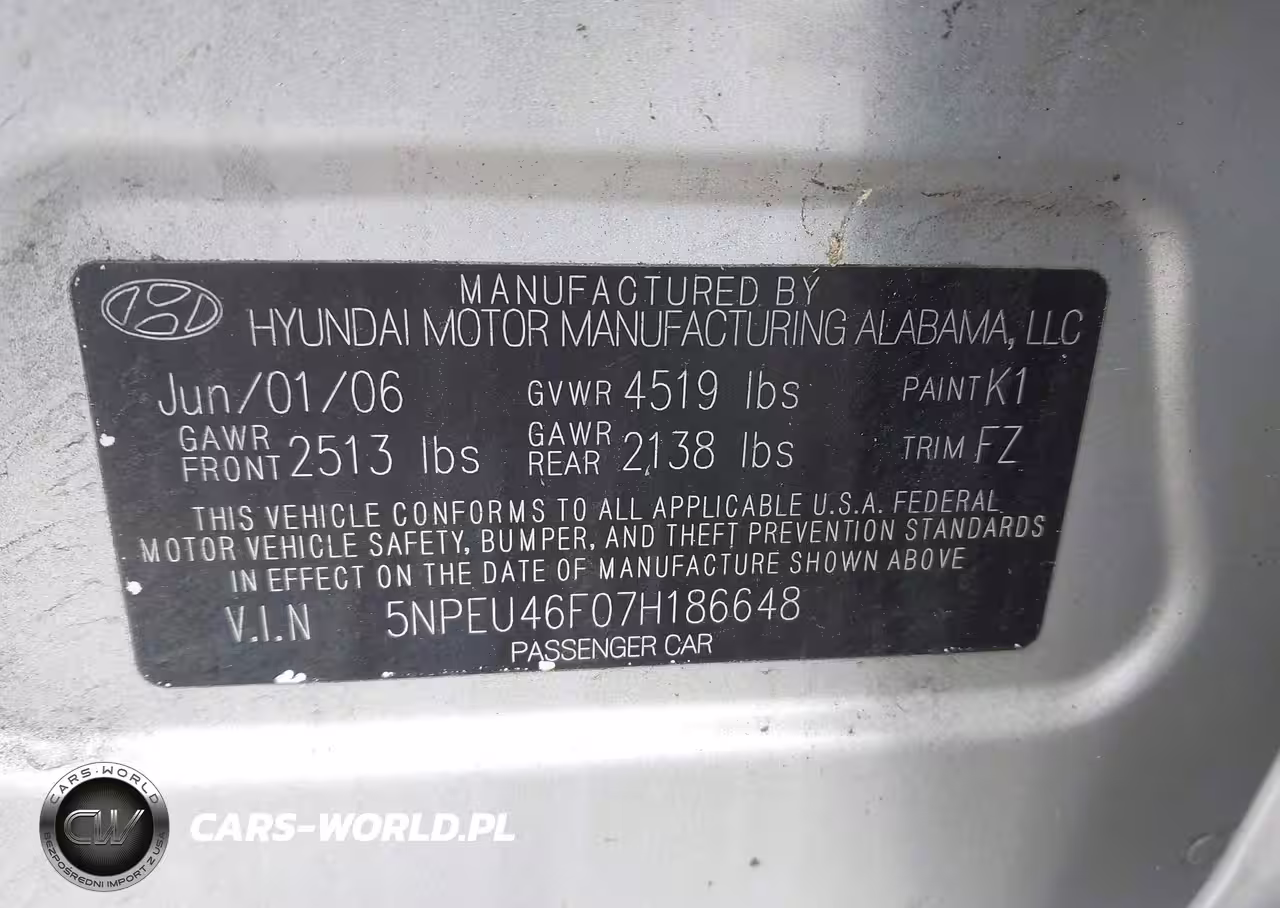 MANUFACTURED BY
HYUNDAI MOTOR MANUFACTURING ALABAMA, LLC
Jun/01/06 GVWR 4519 lbs PAINT K1
GAWR FRONT 2513 lbs GAWR REAR 2138 lbs TRIM FZ
THIS VEHICLE CONFORMS TO ALL APPLICABLE U.S.A. FEDERAL
MOTOR VEHICLE SAFETY, BUMPER, AND THEFT PREVENTION STANDARDS
IN EFFECT ON THE DATE OF MANUFACTURE SHOWN ABOVE
V.I.N 5NPEU46F07H186648
PASSENGER CAR
CARS-WORLD
CW
BEZPOŚREDNI IMPORT Z USA
CARS-WORLD.PL